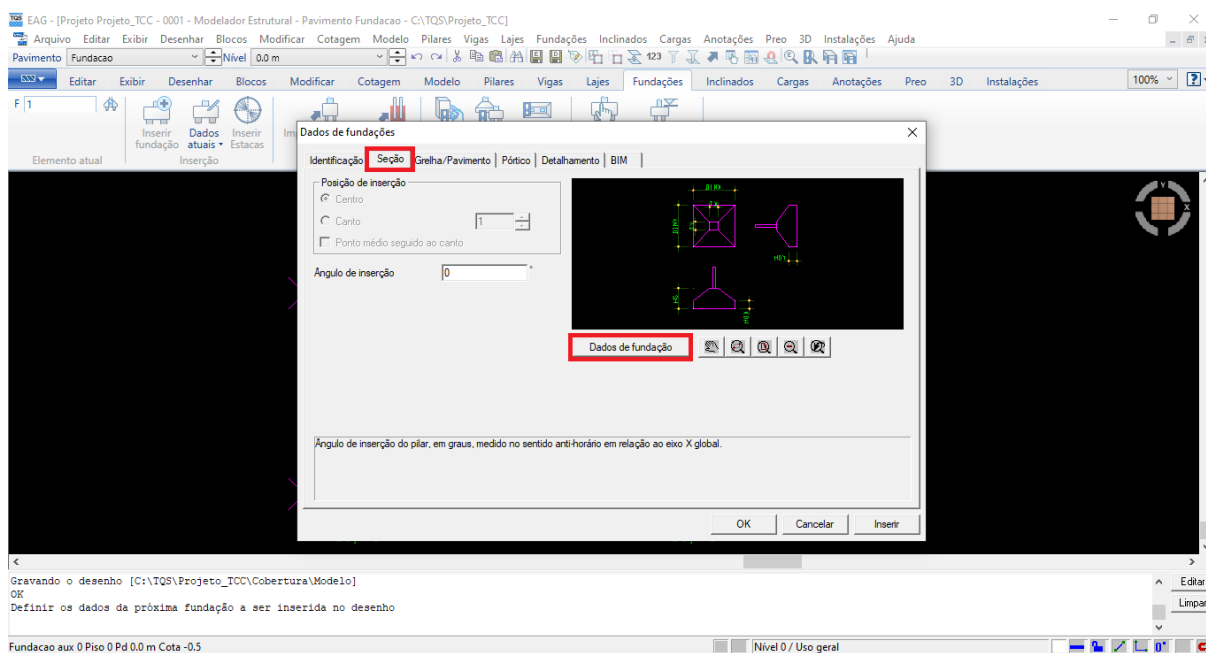 EAG - [Projeto Projeto_TCC - 0001 - Modelador Estrutural - Pavimento Fundacao - C:\TQS\Projeto_TCC]
Arquivo Editar Exibir Desenhar Blocos Modificar Cotagem Modelo Pilares Vigas Lajes Fundações Inclinados Cargas Anotações Preo 3D Instalações Ajuda
Pavimento Fundacao Nível 0.0 m 123
Editar Exibir Desenhar Blocos Modificar Cotagem Modelo Pilares Vigas Lajes Fundações Inclinados Cargas Anotações Preo 3D Instalações 100%
F 1
Inserir fundação
Dados atuais
Inserir Estacas
Elemento atual
Inserção
Dados de fundações
Identificação Seção Grelha/Pavimento Pórtico Detalhamento BIM
Posição de inserção
Centro
Canto 1
Ponto médio seguido ao canto
Ângulo de inserção 0 °
Dados de fundação
Ângulo de inserção do pilar, em graus, medido no sentido anti-horário em relação ao eixo X global.
OK Cancelar Inserir
Gravando o desenho [C:\TQS\Projeto_TCC\Cobertura\Modelo]
OK
Definir os dados da próxima fundação a ser inserida no desenho
Editar
Limpar
Fundacao aux 0 Piso 0 Pd 0.0 m Cota -0.5
Nível 0 / Uso geral